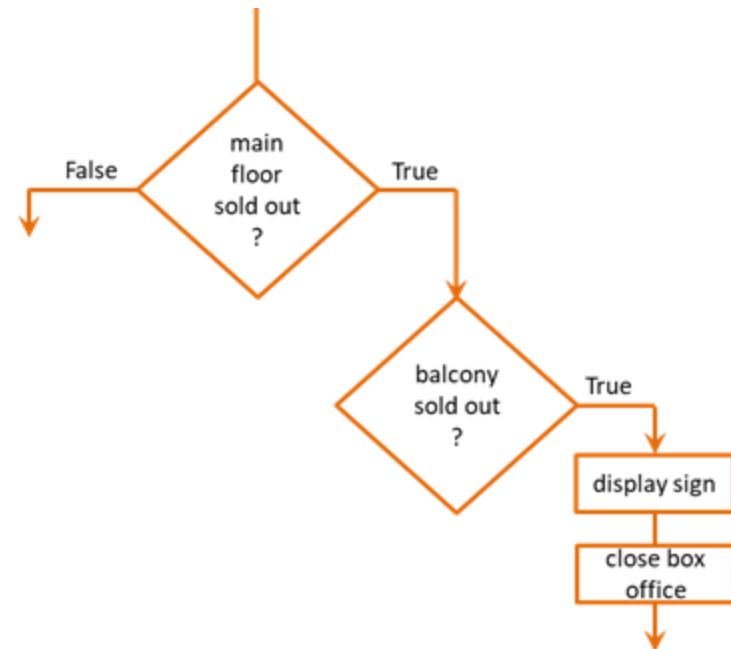 main
floor
sold out
?
False
True
balcony
sold out
?
True
display sign
close box
office